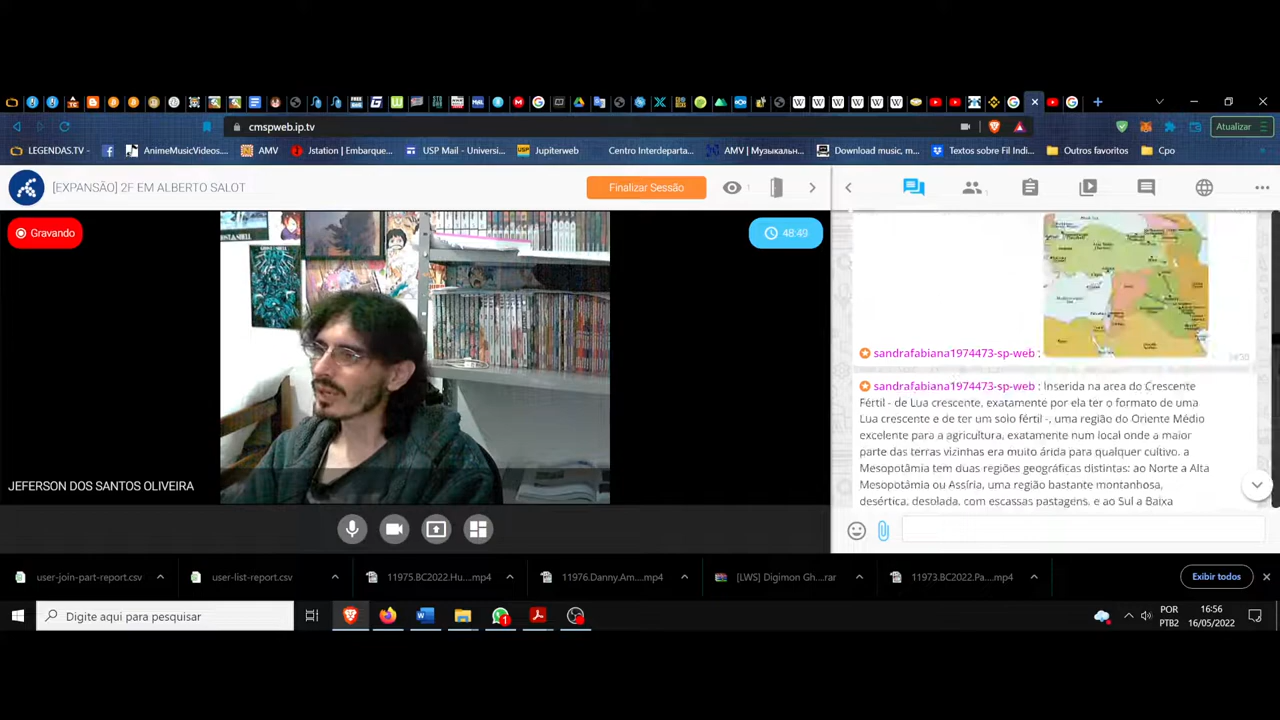 cmspweb.ip.tv
Atualizar
LEGENDAS.TV -
AnimeMusicVideos...
AMV
Jstation | Embarque...
USP Mail - Universi...
Jupiterweb
Centro Interdeparta...
AMV | Музыкальн...
Download music, m...
Textos sobre Fil Indi...
Outros favoritos
Cpo
[EXPANSÃO] 2F EM ALBERTO SALOT
Finalizar Sessão
1
1
Gravando
48:49
JEFERSON DOS SANTOS OLIVEIRA
sandrafabiana1974473-sp-web :
sandrafabiana1974473-sp-web : Inserida na area do Crescente
Fértil - de Lua crescente, exatamente por ela ter o formato de uma
Lua crescente e de ter um solo fértil -, uma região do Oriente Médio
excelente para a agricultura, exatamente num local onde a maior
parte das terras vizinhas era muito árida para qualquer cultivo, a
Mesopotâmia tem duas regiões geográficas distintas: ao Norte a Alta
Mesopotâmia ou Assíria, uma região bastante montanhosa,
desértica, desolada, com escassas pastagens, e ao Sul a Baixa
user-join-part-report.csv
user-list-report.csv
11975.BC2022.Hu....mp4
11976.Danny.Am....mp4
[LWS] Digimon Gh....rar
11973.BC2022.Pa....mp4
Exibir todos
Digite aqui para pesquisar
1
POR
PTB2
16:56
16/05/2022